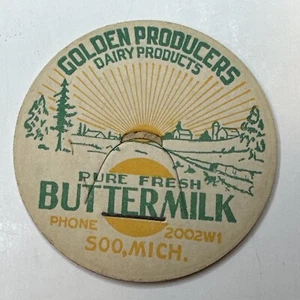 GOLDEN PRODUCERS
DAIRY PRODUCTS
PURE FRESH
BUTTERMILK
PHONE 2002W1
SOO, MICH.